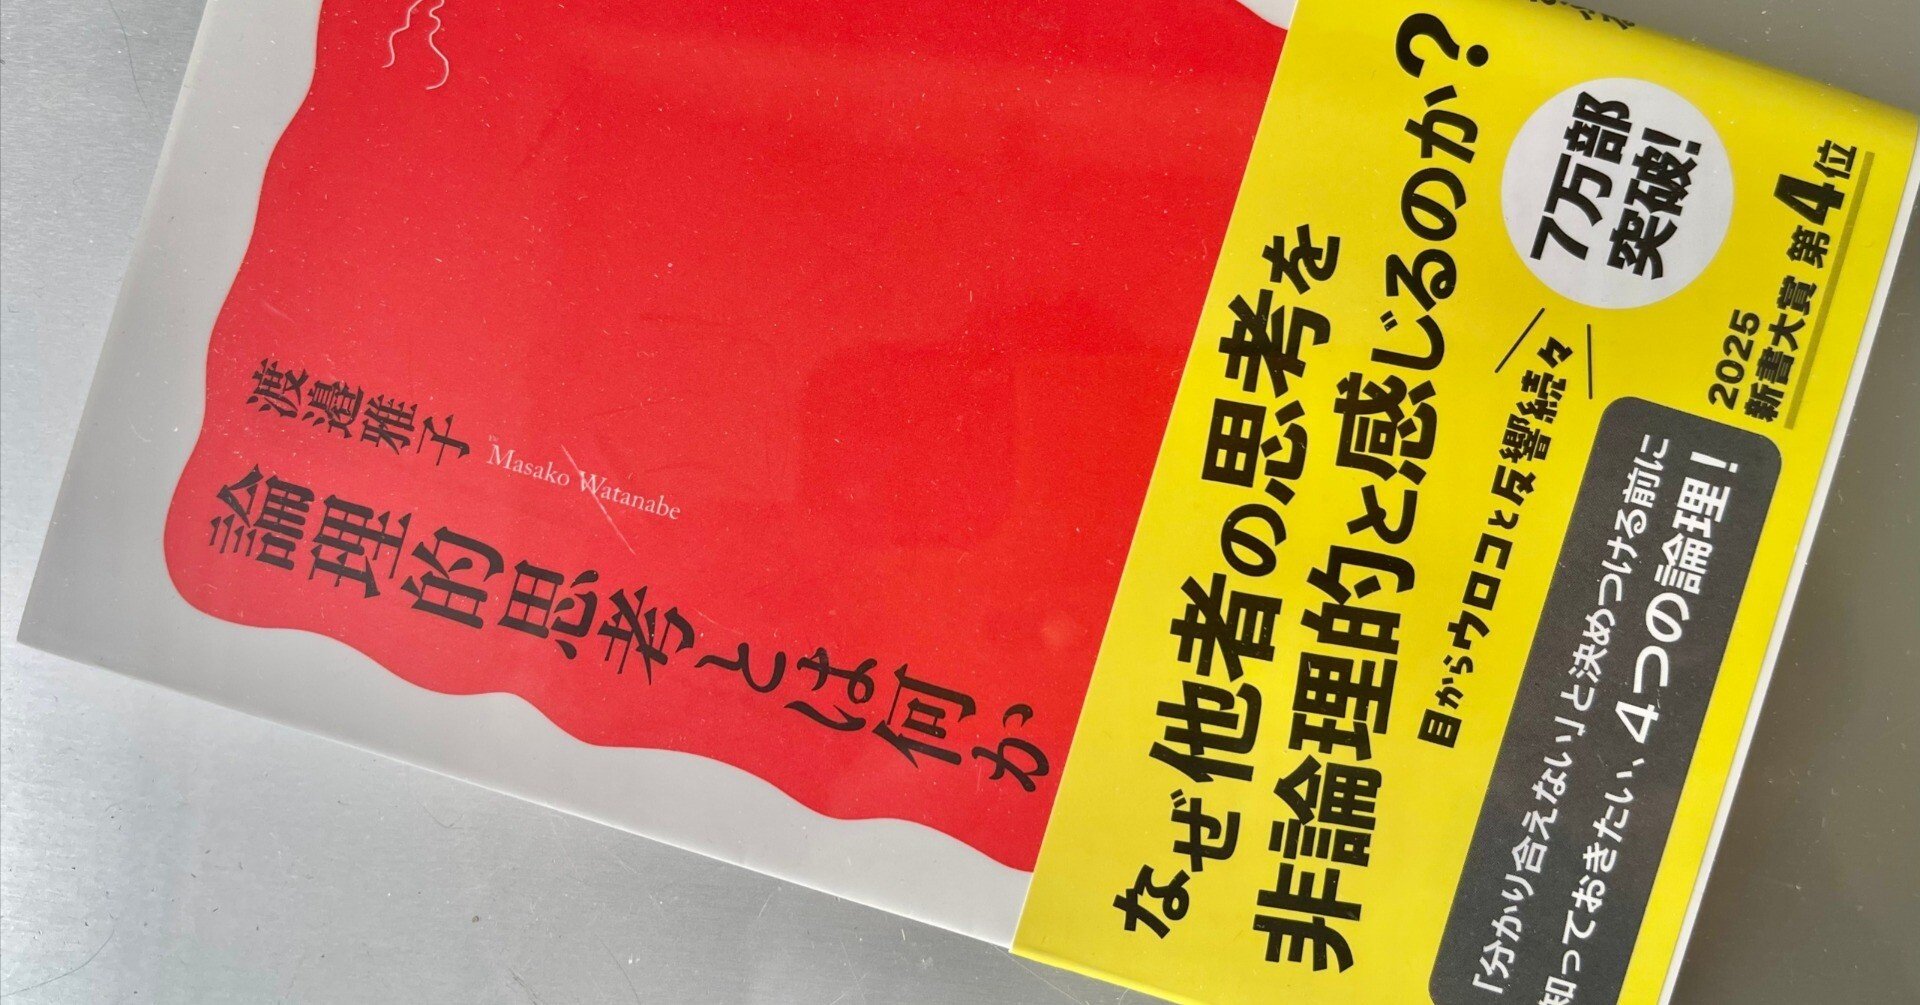 渡邉雅子
Masako Watanabe
論理的思考とは何か
なぜ他者の思考を
非論理的と感じるのか?
目からウロコと反響続々
7万部
突破!
2025
新書大賞 第4位
「分かり合えない」と決めつける前に
知っておきたい、4つの論理!